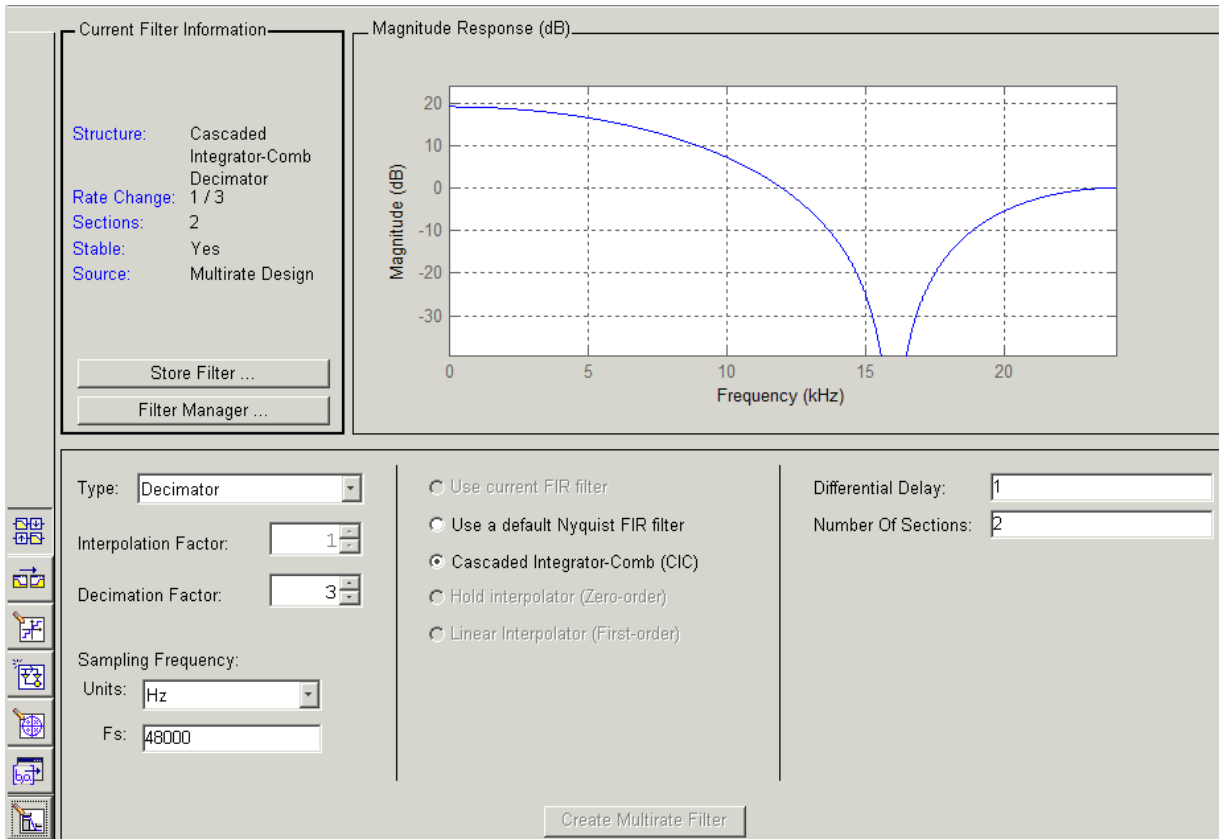 Current Filter Information
Structure: Cascaded
Integrator-Comb
Decimator
Rate Change: 1 / 3
Sections: 2
Stable: Yes
Source: Multirate Design
Store Filter ...
Filter Manager ...
Magnitude Response (dB)
Magnitude (dB)
20
10
0
-10
-20
-30
0 5 10 15 20
Frequency (kHz)
Type: Decimator
Interpolation Factor: 1
Decimation Factor: 3
Sampling Frequency:
Units: Hz
Fs: 48000
Use current FIR filter
Use a default Nyquist FIR filter
Cascaded Integrator-Comb (CIC)
Hold interpolator (Zero-order)
Linear Interpolator (First-order)
Differential Delay: 1
Number Of Sections: 2
Create Multirate Filter
[b,a]